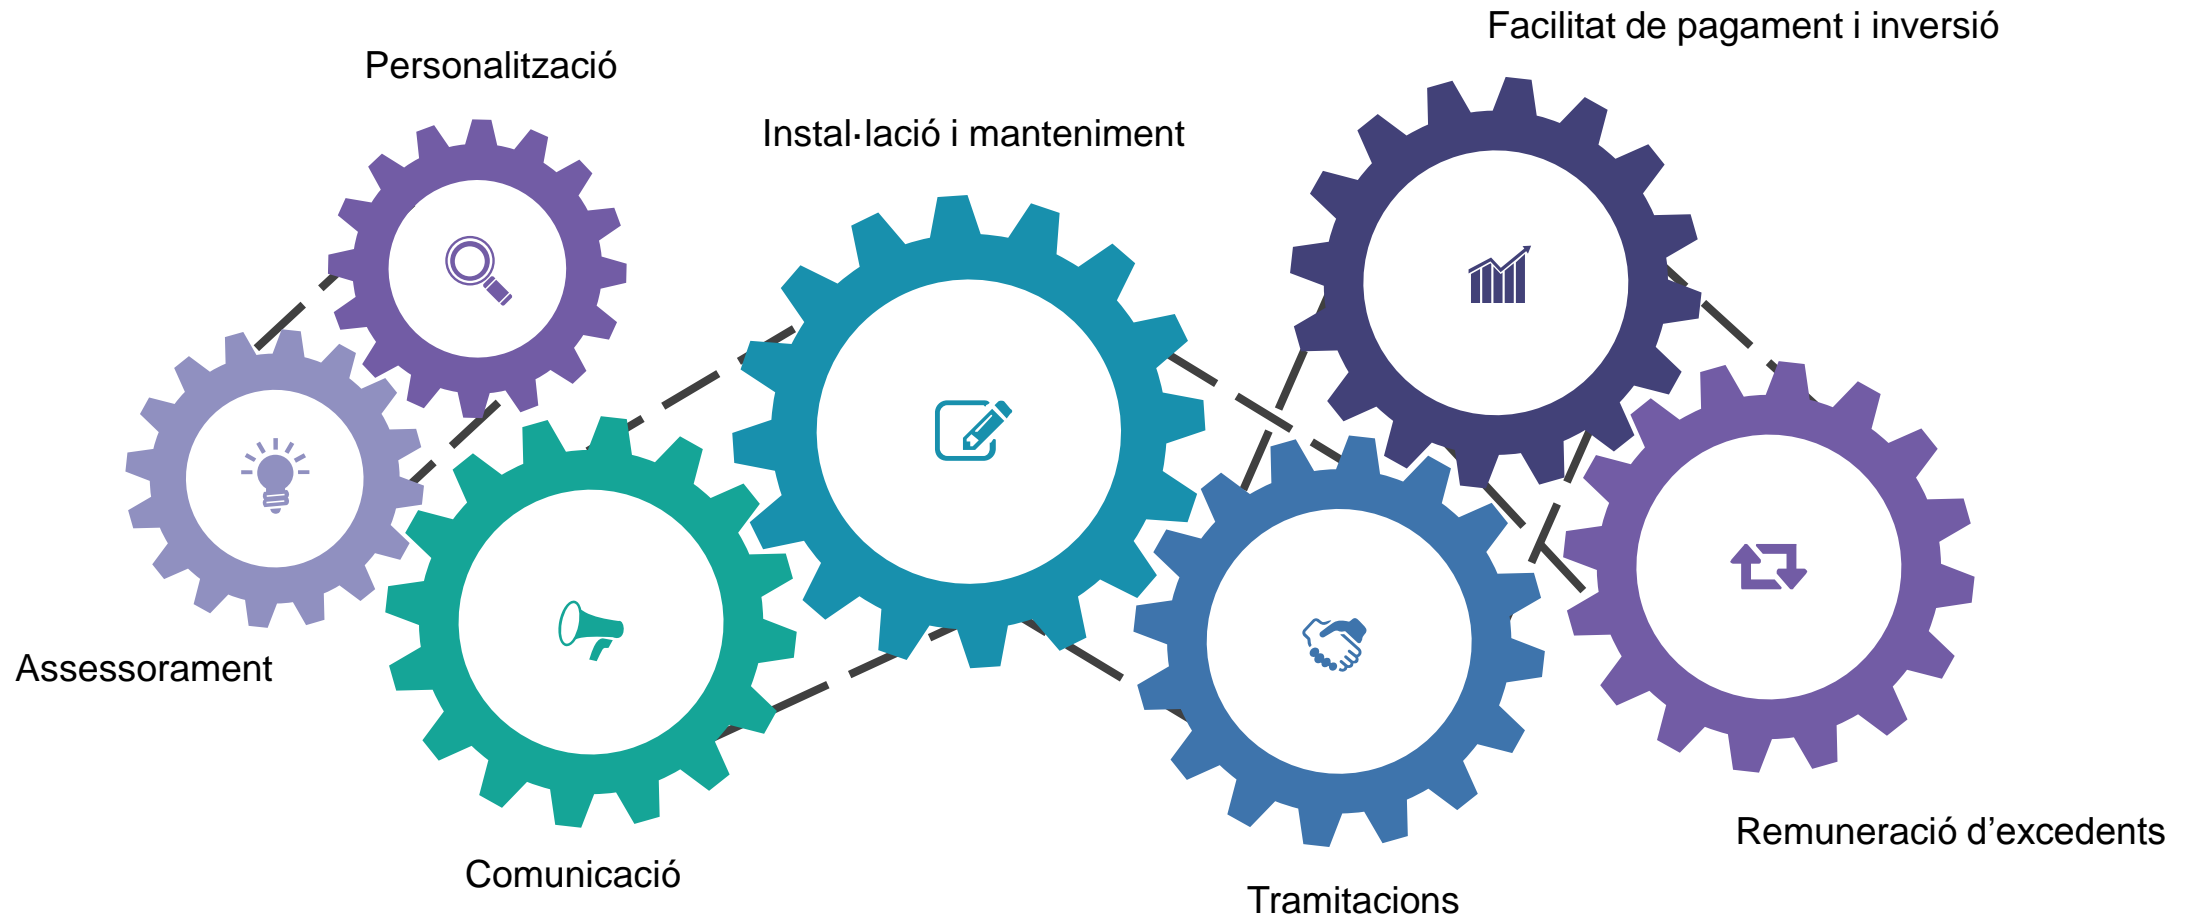 Facilitat de pagament i inversió
Personalització
Instal·lació i manteniment
Assessorament
Remuneració d’excedents
Comunicació
Tramitacions